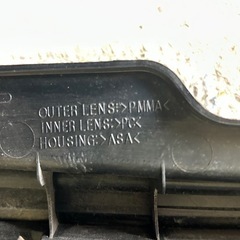 OUTER LENS:>PMMA<
INNER LENS:>PC<
HOUSING:>ASA<